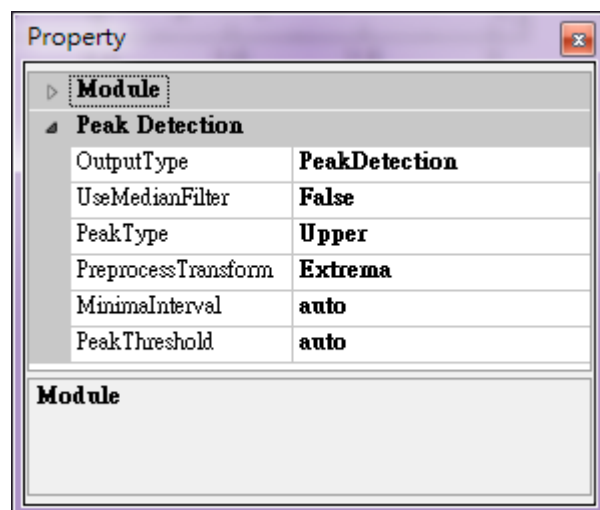 Property
Module
Peak Detection
OutputType PeakDetection
UseMedianFilter False
PeakType Upper
PreprocessTransform Extrema
MinimaInterval auto
PeakThreshold auto
Module